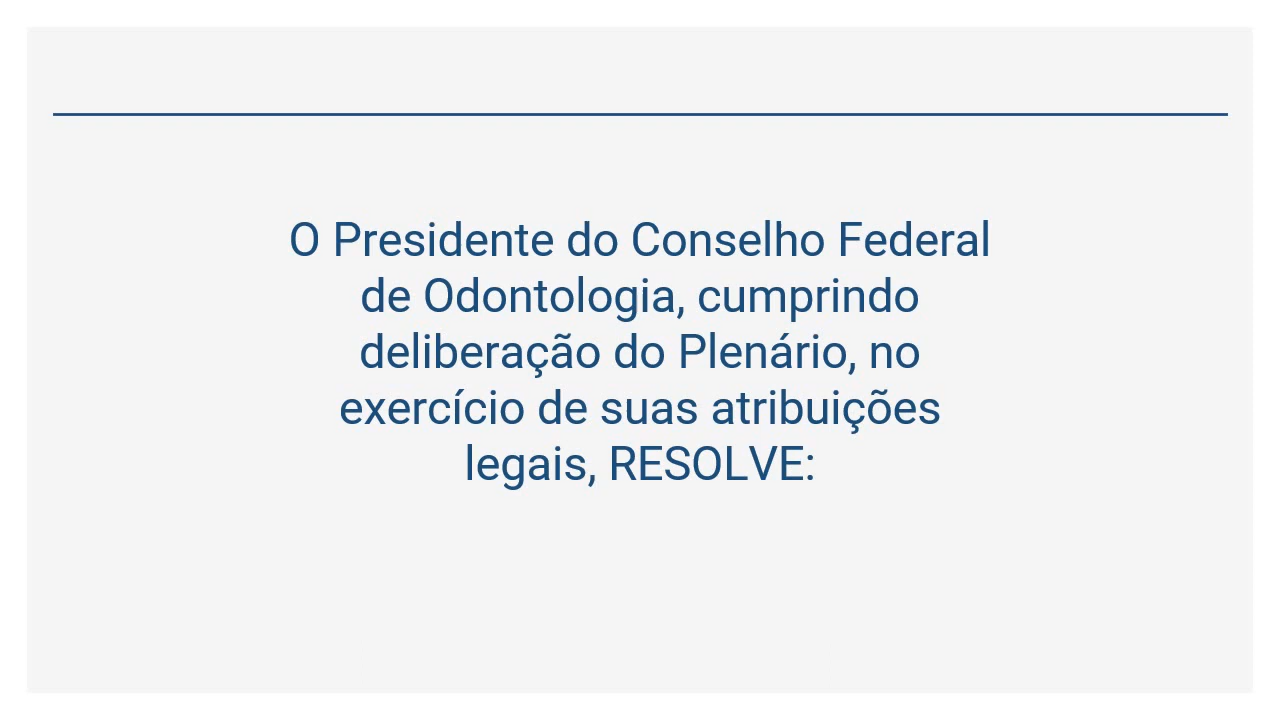 O Presidente do Conselho Federal
de Odontologia, cumprindo
deliberação do Plenário, no
exercício de suas atribuições
legais, RESOLVE: